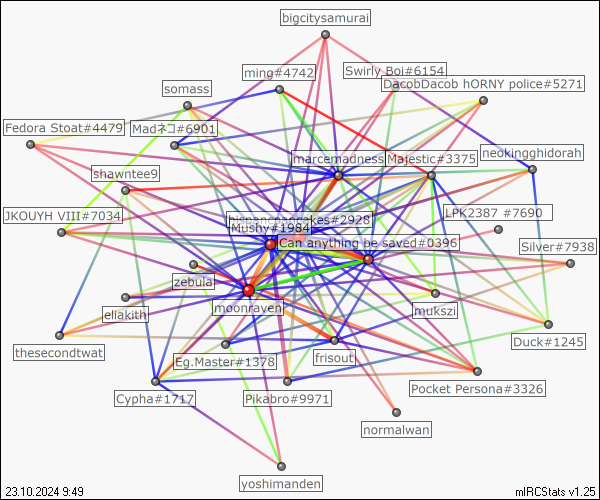 bigcitysamurai
ming#4742
Swirly Boi#6154
DacobDacob hORNY police#5271
somass
Fedora Stoat#4479
Madネコ#6901
marcemadness
Majestic#3375
neokingghidorah
shawntee9
JKOUYH VIII#7034
#2928
Mushy#1984
LPK2387 #7690
Can anything be saved#0396
Silver#7938
zebula
ellakith
moonraven
mukszi
thesecondtwat
Eg.Master#1378
frisout
Duck#1245
Cypha#1717
Pikabro#9971
Pocket Persona#3326
normalwan
yoshimanden
23.10.2024 9:49
mIRCStats v1.25